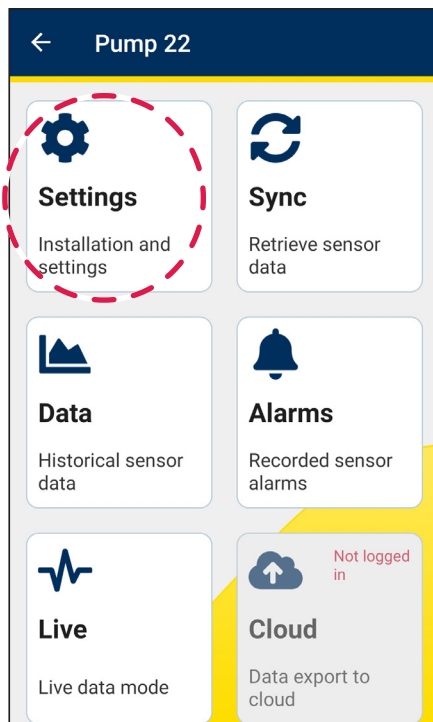 Pump 22
Settings
Installation and
settings
Sync
Retrieve sensor
data
Data
Historical sensor
data
Alarms
Recorded sensor
alarms
Live
Live data mode
Not logged
in
Cloud
Data export to
cloud